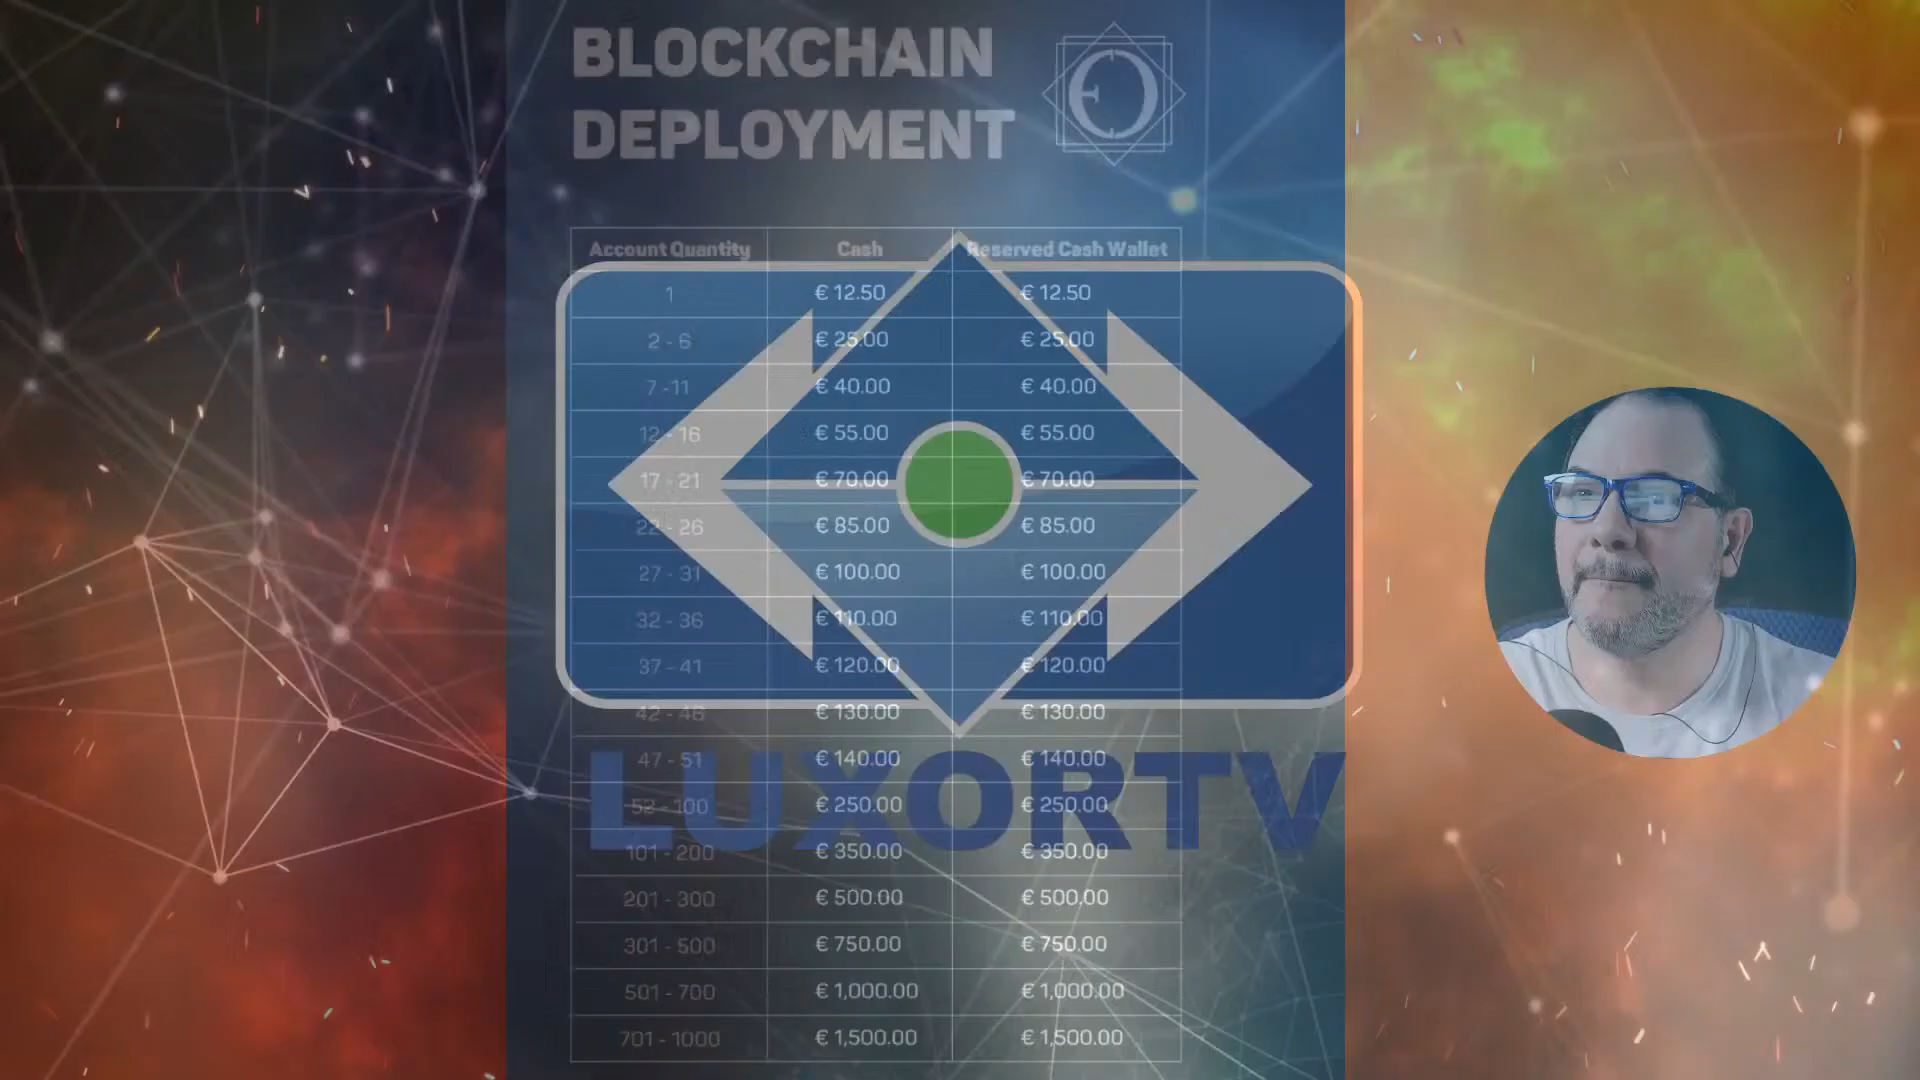 BLOCKCHAIN
DEPLOYMENT
Account Quantity Cash Reserved Cash Wallet
1 € 12.50 € 12.50
2 - 6 € 25.00 € 25.00
7 -11 € 40.00 € 40.00
12 - 16 € 55.00 € 55.00
17 - 21 € 70.00 € 70.00
22 - 26 € 85.00 € 85.00
27 - 31 € 100.00 € 100.00
32 - 36 € 110.00 € 110.00
37 - 41 € 120.00 € 120.00
42 - 46 € 130.00 € 130.00
47 - 51 € 140.00 € 140.00
52 - 100 € 250.00 € 250.00
101 - 200 € 350.00 € 350.00
201 - 300 € 500.00 € 500.00
301 - 500 € 750.00 € 750.00
501 - 700 € 1,000.00 € 1,000.00
701 - 1000 € 1,500.00 € 1,500.00
LUXORTV